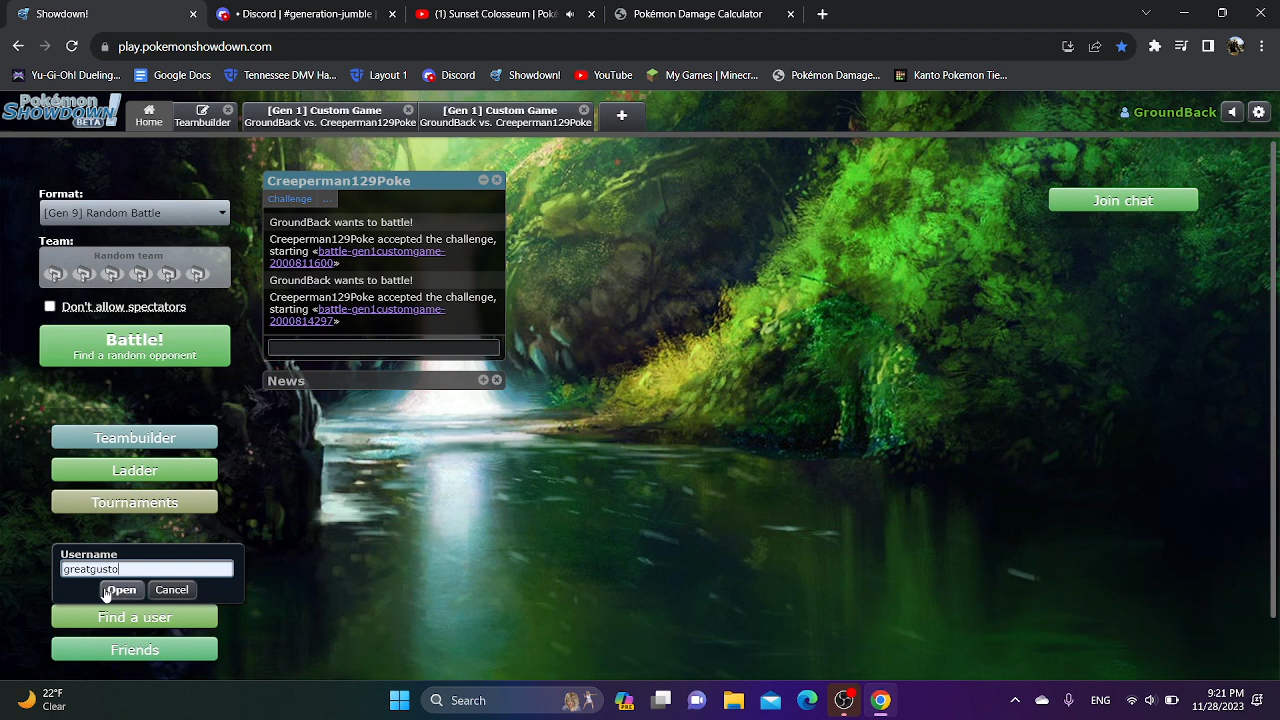 Showdown!
• Discord | #generation-jumble |
(1) Sunset Colosseum | Poké
Pokémon Damage Calculator
play.pokemonshowdown.com
Yu-Gi-Oh! Dueling...
Google Docs
Tennessee DMV Ha...
Layout 1
Discord
Showdown!
YouTube
My Games | Minecr...
Pokémon Damage...
Kanto Pokemon Tie...
Pokémon
SHOWDOWN!
BETA
Home
Teambuilder
[Gen 1] Custom Game
GroundBack vs. Creeperman129Poke
[Gen 1] Custom Game
GroundBack vs. Creeperman129Poke
GroundBack
Format:
[Gen 9] Random Battle
Team:
Random team
Don't allow spectators
Battle!
Find a random opponent
Teambuilder
Ladder
Tournaments
Username
greatgusto
Open
Cancel
Find a user
Friends
Creeperman129Poke
Challenge
...
GroundBack wants to battle!
Creeperman129Poke accepted the challenge,
starting «battle-gen1customgame-
2000811600»
GroundBack wants to battle!
Creeperman129Poke accepted the challenge,
starting «battle-gen1customgame-
2000814297»
News
Join chat
22°F
Clear
Search
PRE
ENG
9:21 PM
11/28/2023